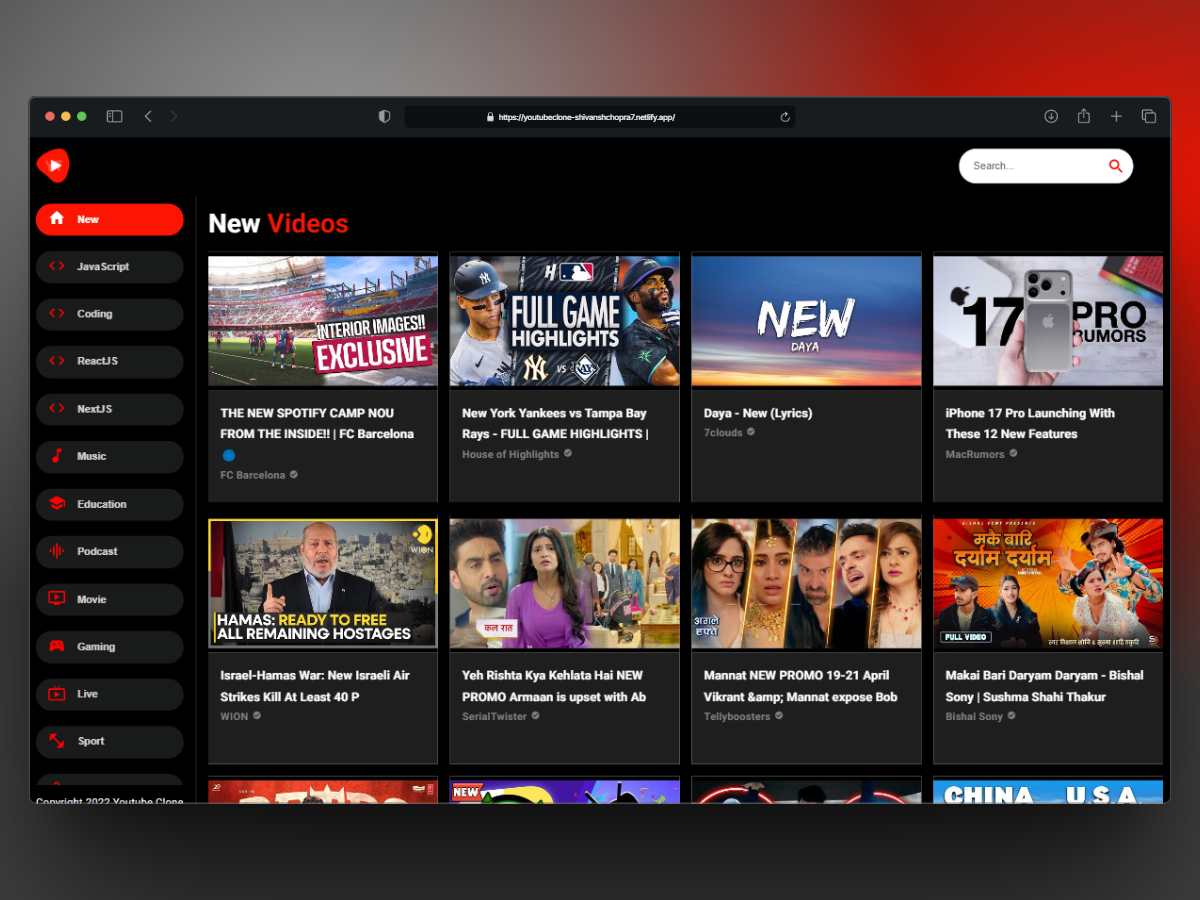 https://youtubeclone-shivanshchopra7.netlify.app/
Search...
New
JavaScript
Coding
ReactJS
NextJS
Music
Education
Podcast
Movie
Gaming
Live
Sport
Copyright 2022 Youtube Clone
New Videos
INTERIOR IMAGES!!
EXCLUSIVE
THE NEW SPOTIFY CAMP NOU
FROM THE INSIDE!! | FC Barcelona
FC Barcelona
H MLB
FULL GAME
HIGHLIGHTS
VS
New York Yankees vs Tampa Bay
Rays - FULL GAME HIGHLIGHTS |
House of Highlights
NEW
DAYA
Daya - New (Lyrics)
7clouds
17 PRO
RUMORS
iPhone 17 Pro Launching With
These 12 New Features
MacRumors
WION
HAMAS: READY TO FREE
ALL REMAINING HOSTAGES
Israel-Hamas War: New Israeli Air
Strikes Kill At Least 40 P
WION
कल रात
Yeh Rishta Kya Kehlata Hai NEW
PROMO Armaan is upset with Ab
SerialTwister
अगले
हफ्ते
Mannat NEW PROMO 19-21 April
Vikrant &amp; Mannat expose Bob
Tellyboosters
मके बारि
दर्याम दर्याम
FULL VIDEO
Makai Bari Daryam Daryam - Bishal
Sony | Sushma Shahi Thakur
Bishal Sony
NEW
CHINA U.S.A.